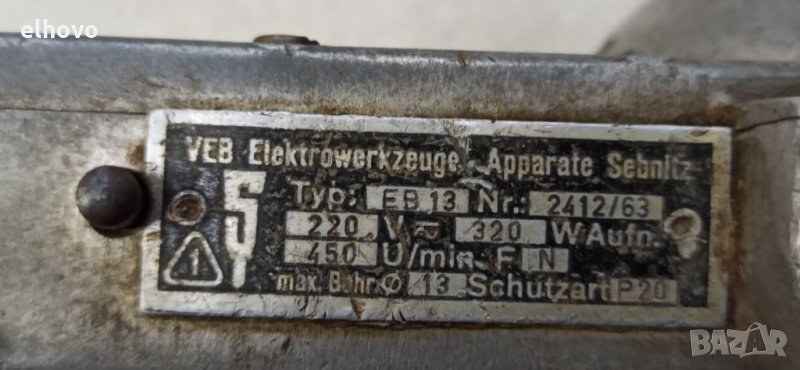 elhovo
VEB Elektrowerkzeuge Apparate Sebnitz
Typ: EB 13 Nr.: 2412/63
220 V 320 W Aufn.
450 U/min F N
max. Bohr Ø 13 Schutzart P 20
S
1
BAZAR